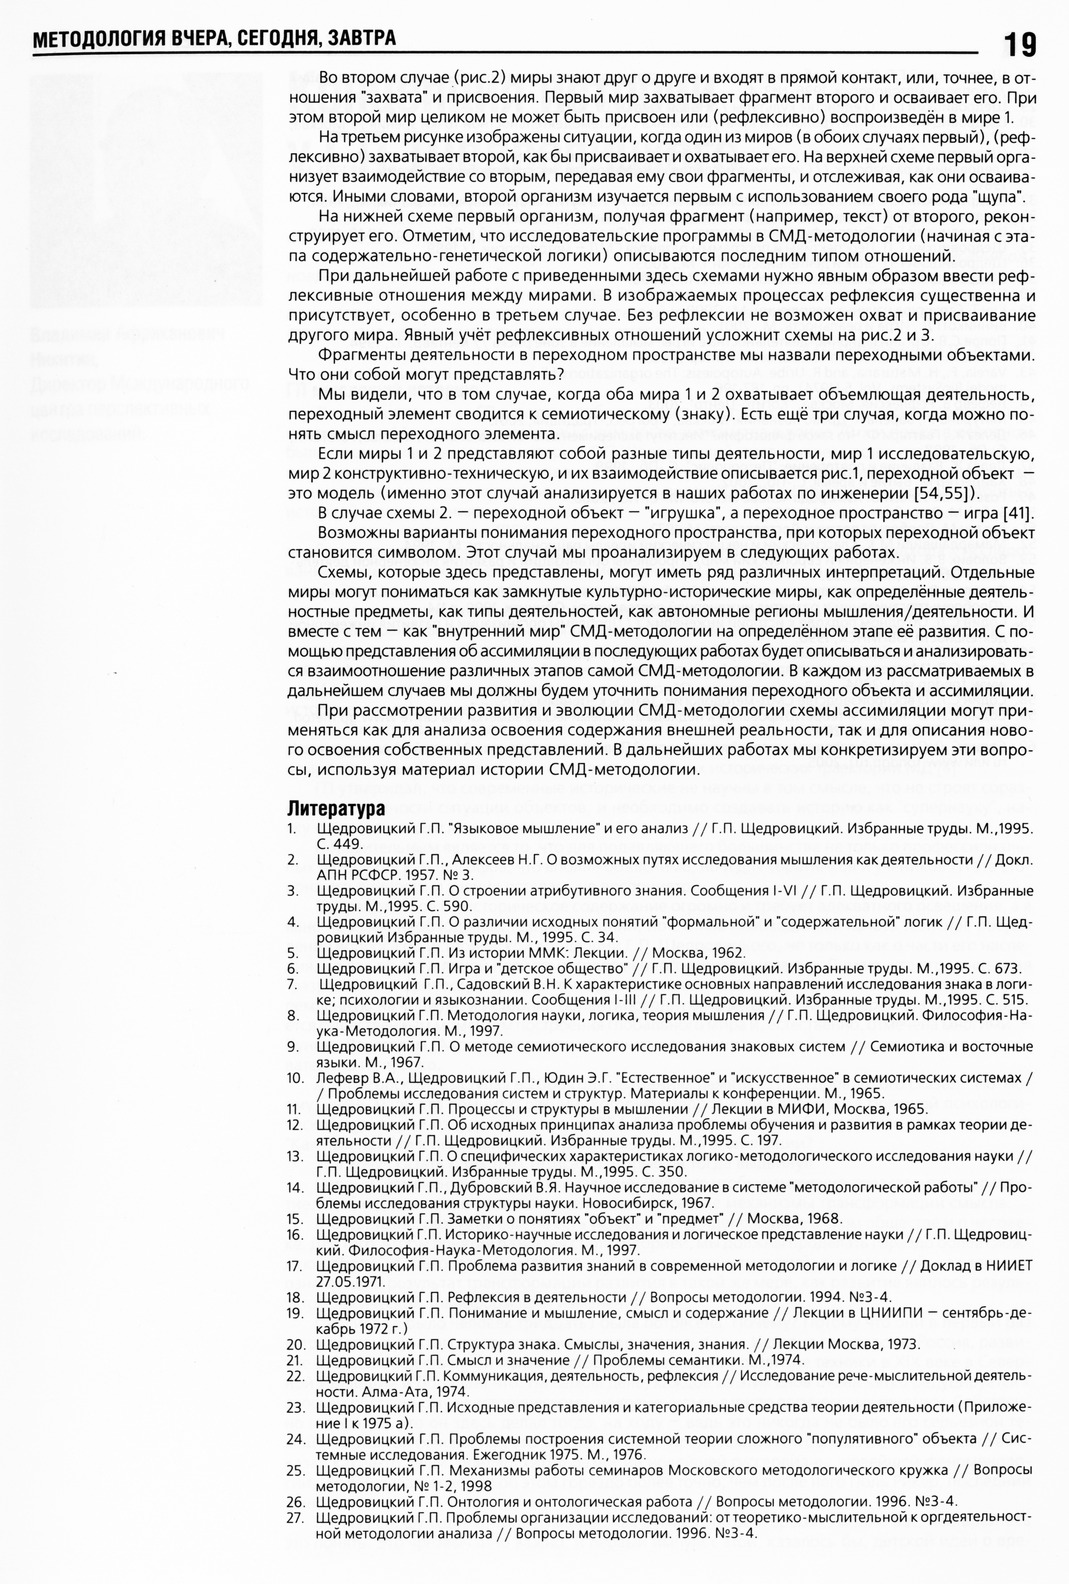 МЕТОДОЛОГИЯ ВЧЕРА, СЕГОДНЯ, ЗАВТРА
19
Во втором случае (рис.2) миры знают друг о друге и входят в прямой контакт, или, точнее, в от-
ношения "захвата" и присвоения. Первый мир захватывает фрагмент второго и осваивает его. При
этом второй мир целиком не может быть присвоен или (рефлексивно) воспроизведён в мире 1.
На третьем рисунке изображены ситуации, когда один из миров (в обоих случаях первый), (реф-
лексивно) захватывает второй, как бы присваивает и охватывает его. На верхней схеме первый орга-
низует взаимодействие со вторым, передавая ему свои фрагменты, и отслеживая, как они осваива-
ются. Иными словами, второй организм изучается первым с использованием своего рода "щупа".
На нижней схеме первый организм, получая фрагмент (например, текст) от второго, рекон-
струирует его. Отметим, что исследовательские программы в СМД-методологии (начиная с эта-
па содержательно-генетической логики) описываются последним типом отношений.
При дальнейшей работе с приведенными здесь схемами нужно явным образом ввести реф-
лексивные отношения между мирами. В изображаемых процессах рефлексия существенна и
присутствует, особенно в третьем случае. Без рефлексии не возможен охват и присваивание
другого мира. Явный учёт рефлексивных отношений усложнит схемы на рис.2 и 3.
Фрагменты деятельности в переходном пространстве мы назвали переходными объектами.
Что они собой могут представлять?
Мы видели, что в том случае, когда оба мира 1 и 2 охватывает объемлющая деятельность,
переходный элемент сводится к семиотическому (знаку). Есть ещё три случая, когда можно по-
нять смысл переходного элемента.
Если миры 1 и 2 представляют собой разные типы деятельности, мир 1 исследовательскую,
мир 2 конструктивно-техническую, и их взаимодействие описывается рис.1, переходной объект —
это модель (именно этот случай анализируется в наших работах по инженерии [54,55]).
В случае схемы 2. — переходной объект — "игрушка", а переходное пространство — игра [41].
Возможны варианты понимания переходного пространства, при которых переходной объект
становится символом. Этот случай мы проанализируем в следующих работах.
Схемы, которые здесь представлены, могут иметь ряд различных интерпретаций. Отдельные
миры могут пониматься как замкнутые культурно-исторические миры, как определённые деятель-
ностные предметы, как типы деятельностей, как автономные регионы мышления/деятельности. И
вместе с тем — как "внутренний мир" СМД-методологии на определённом этапе её развития. С по-
мощью представления об ассимиляции в последующих работах будет описываться и анализировать-
ся взаимоотношение различных этапов самой СМД-методологии. В каждом из рассматриваемых в
дальнейшем случаев мы должны будем уточнить понимания переходного объекта и ассимиляции.
При рассмотрении развития и эволюции СМД-методологии схемы ассимиляции могут при-
меняться как для анализа освоения содержания внешней реальности, так и для описания ново-
го освоения собственных представлений. В дальнейших работах мы конкретизируем эти вопро-
сы, используя материал истории СМД-методологии.
Литература
1. Щедровицкий Г.П. "Языковое мышление" и его анализ // Г.П. Щедровицкий. Избранные труды. М.,1995.
С. 449.
2. Щедровицкий Г.П., Алексеев Н.Г. О возможных путях исследования мышления как деятельности // Докл.
АПН РСФСР. 1957. № 3.
3. Щедровицкий Г.П. О строении атрибутивного знания. Сообщения I-VI // Г.П. Щедровицкий. Избранные
труды. М.,1995. С. 590.
4. Щедровицкий Г.П. О различии исходных понятий "формальной" и "содержательной" логик // Г.П. Щед-
ровицкий Избранные труды. М., 1995. С. 34.
5. Щедровицкий Г.П. Из истории ММК: Лекции. // Москва, 1962.
6. Щедровицкий Г.П. Игра и "детское общество" // Г.П. Щедровицкий. Избранные труды. М.,1995. С. 673.
7. Щедровицкий Г.П., Садовский В.Н. К характеристике основных направлений исследования знака в логи-
ке; психологии и языкознании. Сообщения I-III // Г.П. Щедровицкий. Избранные труды. М.,1995. С. 515.
8. Щедровицкий Г.П. Методология науки, логика, теория мышления // Г.П. Щедровицкий. Философия-На-
ука-Методология. М., 1997.
9. Щедровицкий Г.П. О методе семиотического исследования знаковых систем // Семиотика и восточные
языки. М., 1967.
10. Лефевр В.А., Щедровицкий Г.П., Юдин Э.Г. "Естественное" и "искусственное" в семиотических системах /
/ Проблемы исследования систем и структур. Материалы к конференции. М., 1965.
11. Щедровицкий Г.П. Процессы и структуры в мышлении // Лекции в МИФИ, Москва, 1965.
12. Щедровицкий Г.П. Об исходных принципах анализа проблемы обучения и развития в рамках теории де-
ятельности // Г.П. Щедровицкий. Избранные труды. М.,1995. С. 197.
13. Щедровицкий Г.П. О специфических характеристиках логико-методологического исследования науки //
Г.П. Щедровицкий. Избранные труды. М.,1995. С. 350.
14. Щедровицкий Г.П., Дубровский В.Я. Научное исследование в системе "методологической работы" // Про-
блемы исследования структуры науки. Новосибирск, 1967.
15. Щедровицкий Г.П. Заметки о понятиях "объект" и "предмет" // Москва, 1968.
16. Щедровицкий Г.П. Историко-научные исследования и логическое представление науки // Г.П. Щедровиц-
кий. Философия-Наука-Методология. М., 1997.
17. Щедровицкий Г.П. Проблема развития знаний в современной методологии и логике // Доклад в НИИЕТ
27.05.1971.
18. Щедровицкий Г.П. Рефлексия в деятельности // Вопросы методологии. 1994. №3-4.
19. Щедровицкий Г.П. Понимание и мышление, смысл и содержание // Лекции в ЦНИИПИ — сентябрь-де-
кабрь 1972 г.)
20. Щедровицкий Г.П. Структура знака. Смыслы, значения, знания. // Лекции Москва, 1973.
21. Щедровицкий Г.П. Смысл и значение // Проблемы семантики. М.,1974.
22. Щедровицкий Г.П. Коммуникация, деятельность, рефлексия // Исследование рече-мыслительной деятель-
ности. Алма-Ата, 1974.
23. Щедровицкий Г.П. Исходные представления и категориальные средства теории деятельности (Приложе-
ние I к 1975 а).
24. Щедровицкий Г.П. Проблемы построения системной теории сложного "популятивного" объекта // Сис-
темные исследования. Ежегодник 1975. М., 1976.
25. Щедровицкий Г.П. Механизмы работы семинаров Московского методологического кружка // Вопросы
методологии, № 1-2, 1998
26. Щедровицкий Г.П. Онтология и онтологическая работа // Вопросы методологии. 1996. №3-4.
27. Щедровицкий Г.П. Проблемы организации исследований: от теоретико-мыслительной к оргдеятельност-
ной методологии анализа // Вопросы методологии. 1996. №3-4.